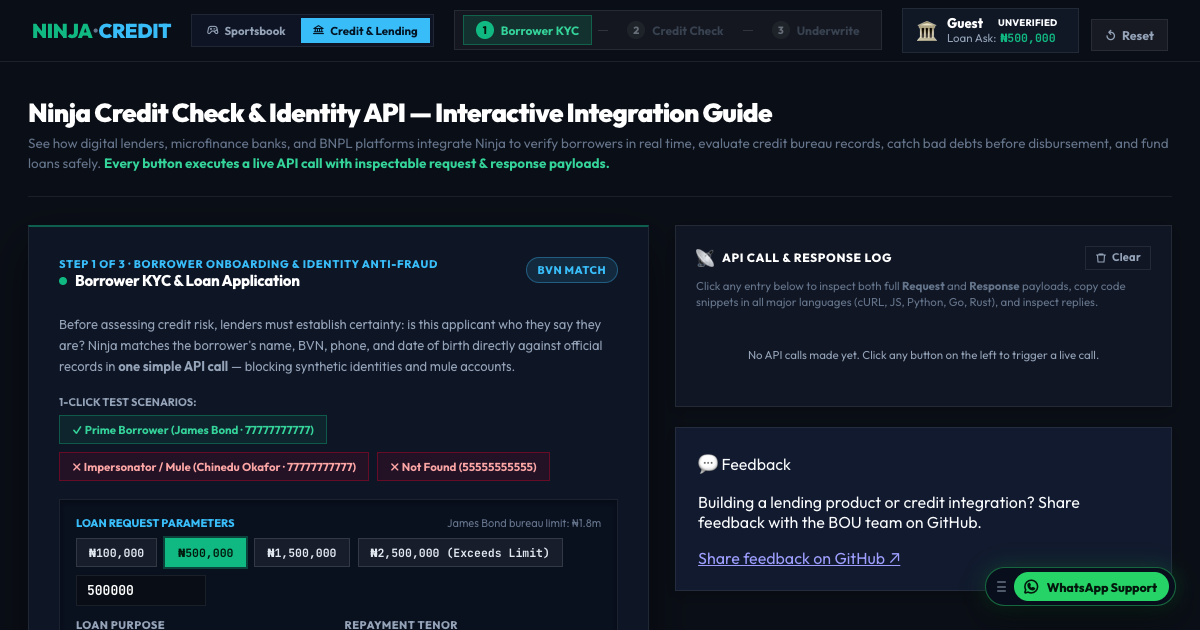 NINJA·CREDIT
Sportsbook
Credit & Lending
1 Borrower KYC
2 Credit Check
3 Underwrite
Guest UNVERIFIED
Loan Ask: ₦500,000
Reset
Ninja Credit Check & Identity API — Interactive Integration Guide
See how digital lenders, microfinance banks, and BNPL platforms integrate Ninja to verify borrowers in real time, evaluate credit bureau records, catch bad debts before disbursement, and fund
loans safely. Every button executes a live API call with inspectable request & response payloads.
STEP 1 OF 3 · BORROWER ONBOARDING & IDENTITY ANTI-FRAUD
Borrower KYC & Loan Application
BVN MATCH
Before assessing credit risk, lenders must establish certainty: is this applicant who they say they
are? Ninja matches the borrower's name, BVN, phone, and date of birth directly against official
records in one simple API call — blocking synthetic identities and mule accounts.
1-CLICK TEST SCENARIOS:
✓ Prime Borrower (James Bond · 77777777777)
✕ Impersonator / Mule (Chinedu Okafor · 77777777777)
✕ Not Found (55555555555)
LOAN REQUEST PARAMETERS
James Bond bureau limit: ₦1.8m
₦100,000
₦500,000
₦1,500,000
₦2,500,000 (Exceeds Limit)
500000
LOAN PURPOSE
REPAYMENT TENOR
API CALL & RESPONSE LOG
Clear
Click any entry below to inspect both full Request and Response payloads, copy code
snippets in all major languages (cURL, JS, Python, Go, Rust), and inspect replies.
No API calls made yet. Click any button on the left to trigger a live call.
Feedback
Building a lending product or credit integration? Share
feedback with the BOU team on GitHub.
Share feedback on GitHub ↗
WhatsApp Support